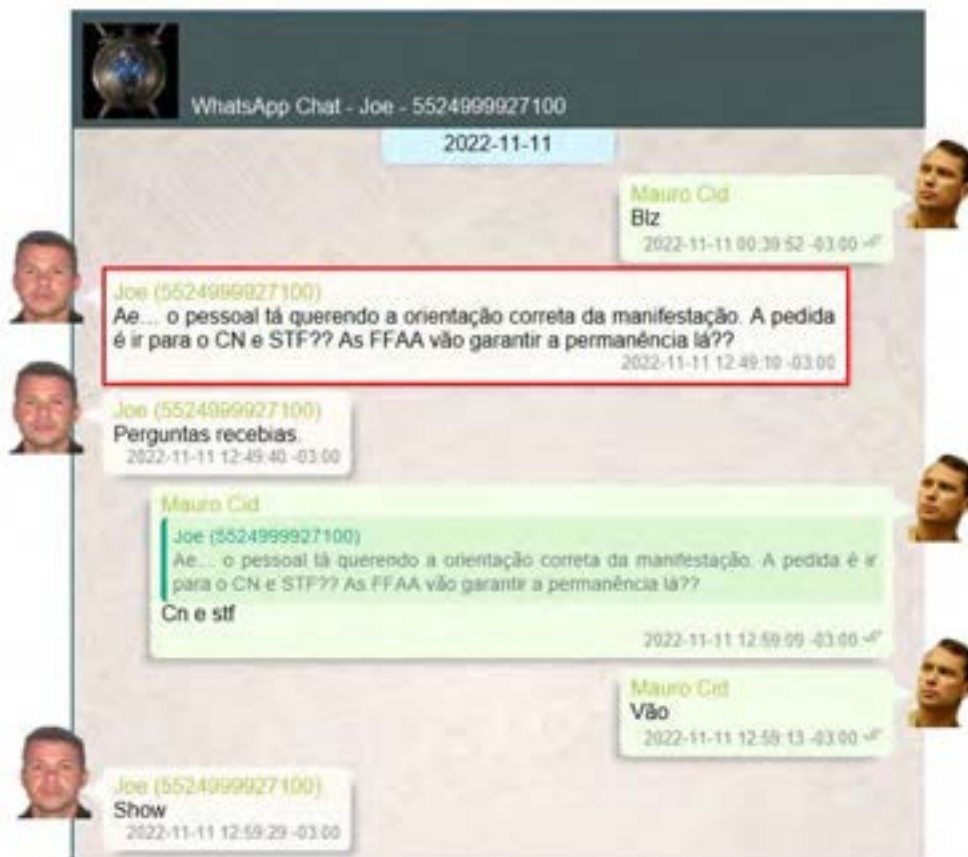 WhatsApp Chat - Joe - 5524999927100
2022-11-11
Mauro Cid
Blz
2022-11-11 00:39:52 -03:00
Joe (5524999927100)
Ae... o pessoal tá querendo a orientação correta da manifestação. A pedida
é ir para o CN e STF?? As FFAA vão garantir a permanência lá??
2022-11-11 12:49:10 -03:00
Joe (5524999927100)
Perguntas recebias.
2022-11-11 12:49:40 -03:00
Mauro Cid
Joe (5524999927100)
Ae... o pessoal tá querendo a orientação correta da manifestação. A pedida é ir
para o CN e STF?? As FFAA vão garantir a permanência lá??
Cn e stf
2022-11-11 12:59:09 -03:00
Mauro Cid
Vão
2022-11-11 12:59:13 -03:00
Joe (5524999927100)
Show
2022-11-11 12:59:29 -03:00